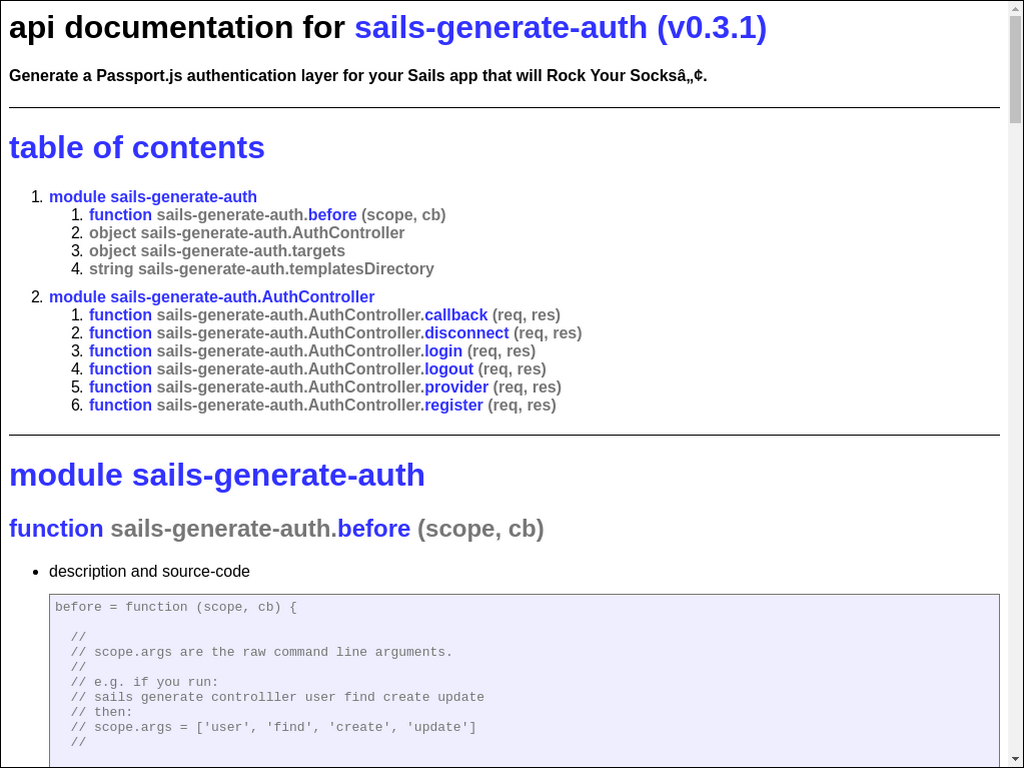 api documentation for sails-generate-auth (v0.3.1)
Generate a Passport.js authentication layer for your Sails app that will Rock Your Socksâ„¢.
table of contents
1. module sails-generate-auth
1. function sails-generate-auth.before (scope, cb)
2. object sails-generate-auth.AuthController
3. object sails-generate-auth.targets
4. string sails-generate-auth.templatesDirectory
2. module sails-generate-auth.AuthController
1. function sails-generate-auth.AuthController.callback (req, res)
2. function sails-generate-auth.AuthController.disconnect (req, res)
3. function sails-generate-auth.AuthController.login (req, res)
4. function sails-generate-auth.AuthController.logout (req, res)
5. function sails-generate-auth.AuthController.provider (req, res)
6. function sails-generate-auth.AuthController.register (req, res)
module sails-generate-auth
function sails-generate-auth.before (scope, cb)
• description and source-code
before = function (scope, cb) {
//
// scope.args are the raw command line arguments.
//
// e.g. if you run:
// sails generate controlller user find create update
// then:
// scope.args = ['user', 'find', 'create', 'update']
//